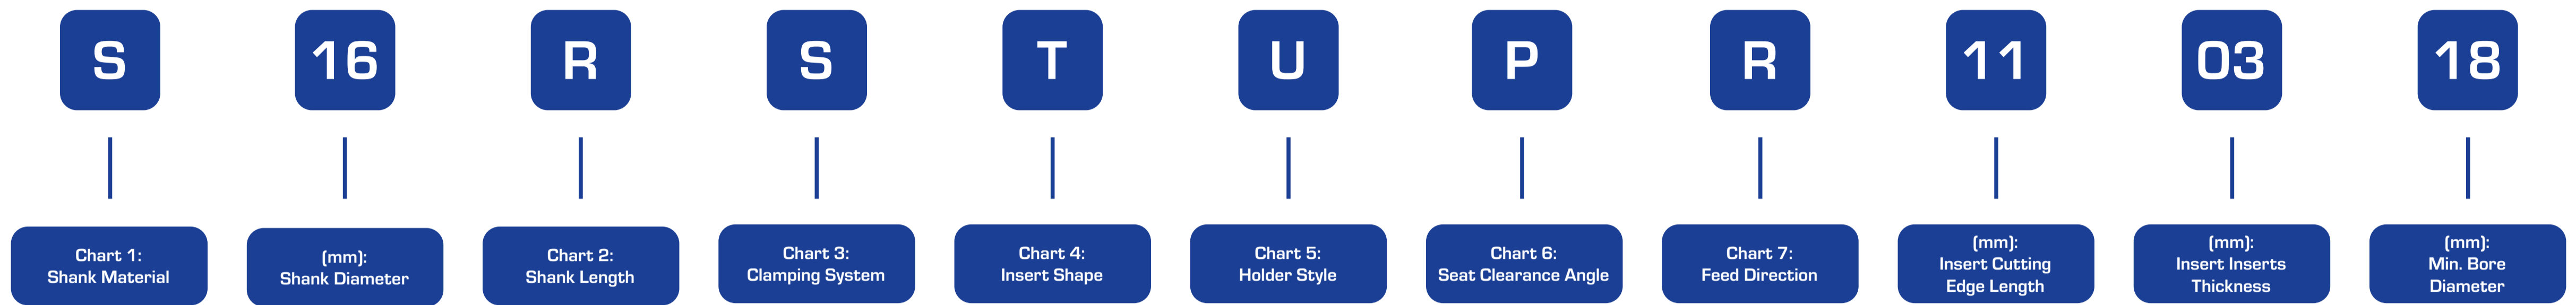 S 16 R S T U P R 11 03 18
Chart 1:
Shank Material
(mm):
Shank Diameter
Chart 2:
Shank Length
Chart 3:
Clamping System
Chart 4:
Insert Shape
Chart 5:
Holder Style
Chart 6:
Seat Clearance Angle
Chart 7:
Feed Direction
(mm):
Insert Cutting
Edge Length
(mm):
Insert Inserts
Thickness
(mm):
Min. Bore
Diameter